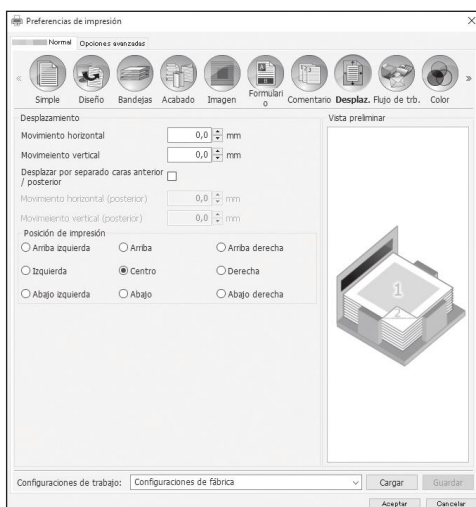 Preferencias de impresión
Normal Opciones avanzadas
« Simple Diseño Bandejas Acabado Imagen Formulari
o Comentario Desplaz. Flujo de trb. Color »
Desplazamiento
Vista preliminar
Movimiento horizontal 0,0 mm
Movimeiento vertical 0,0 mm
Desplazar por separado caras anterior
/ posterior
Movimiento horizontal (posterior) 0,0 mm
Movimeiento vertical (posterior) 0,0 mm
Posición de impresión
Arriba izquierda Arriba Arriba derecha
Izquierda Centro Derecha
Abajo izquierda Abajo Abajo derecha
1
2
Configuraciones de trabajo: Configuraciones de fábrica Cargar Guardar
Aceptar Cancelar